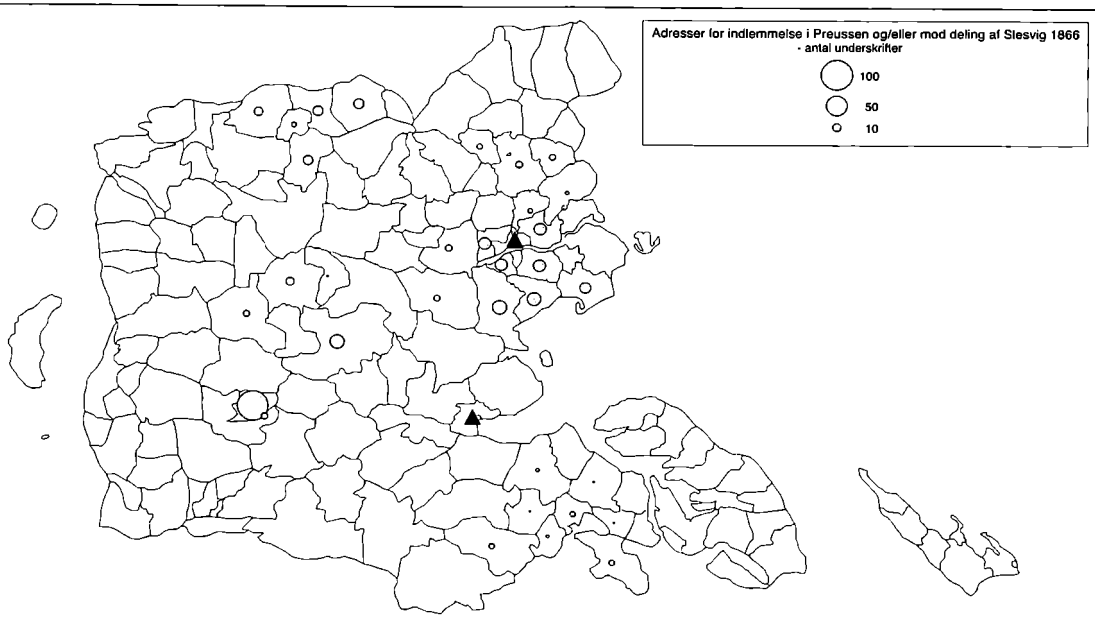 Adresser for indlemmelse i Preussen og/eller mod deling af Slesvig 1866
- antal underskrifter
100
50
10